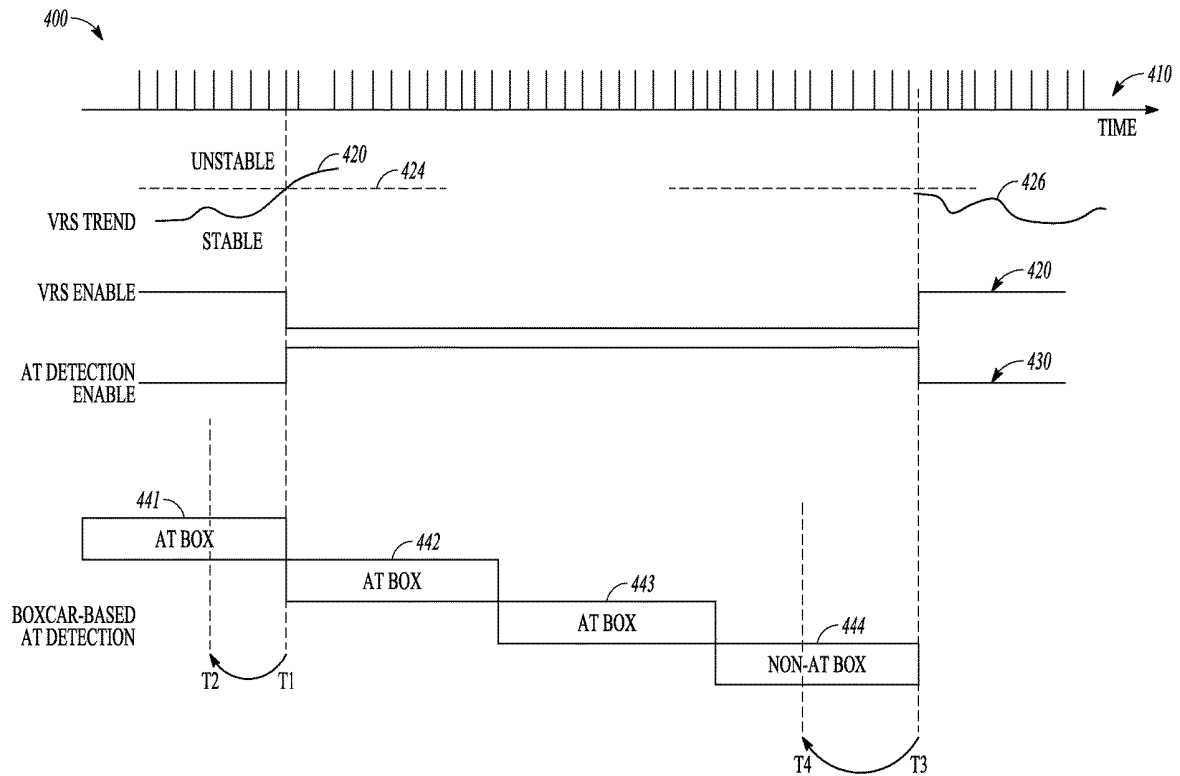 400
410
TIME
UNSTABLE
420
424
426
VRS TREND
STABLE
VRS ENABLE
420
AT DETECTION
ENABLE
430
441
AT BOX
442
AT BOX
443
AT BOX
444
NON-AT BOX
BOXCAR-BASED
AT DETECTION
T2
T1
T4
T3